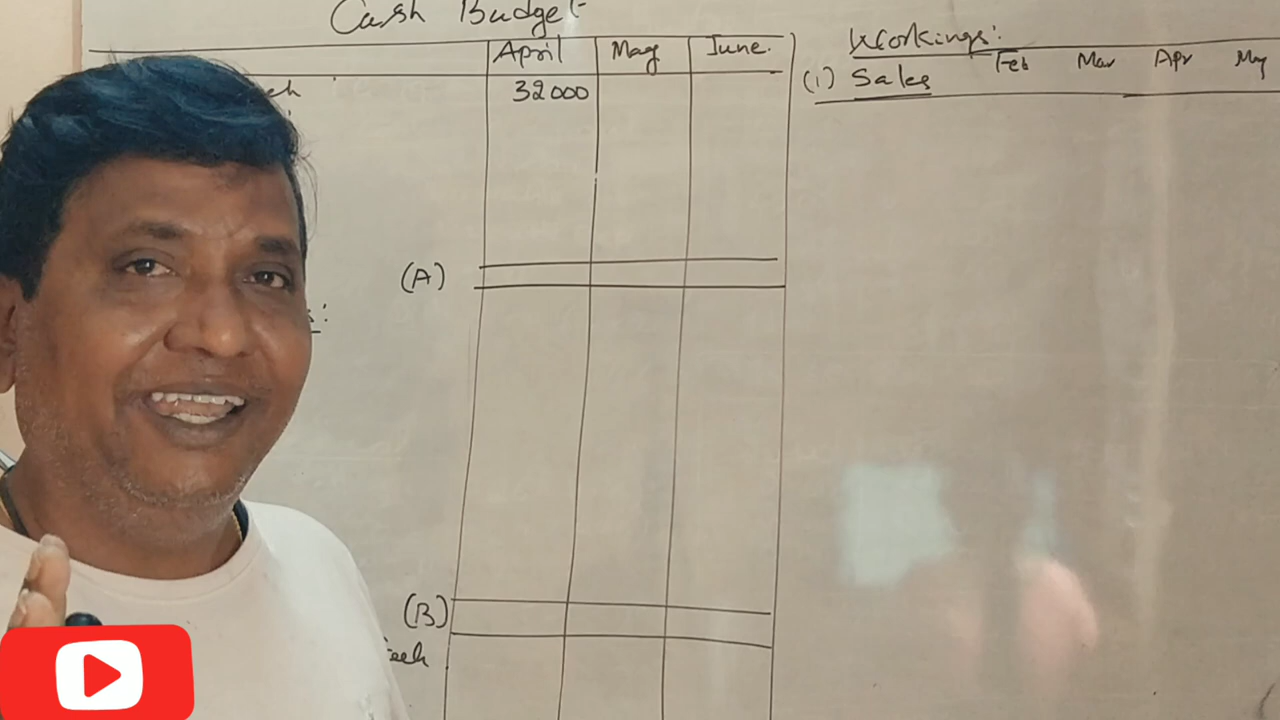 Cash Budget
April May June
32000
(A)
s:
(B)
Workings:
Feb Mar Apr May
(1) Sales